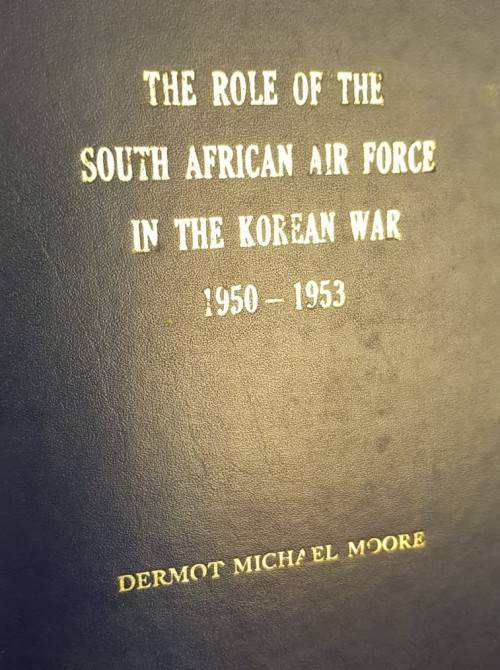 THE ROLE OF THE
SOUTH AFRICAN AIR FORCE
IN THE KOREAN WAR
1950 – 1953
DERMOT MICHAEL MOORE